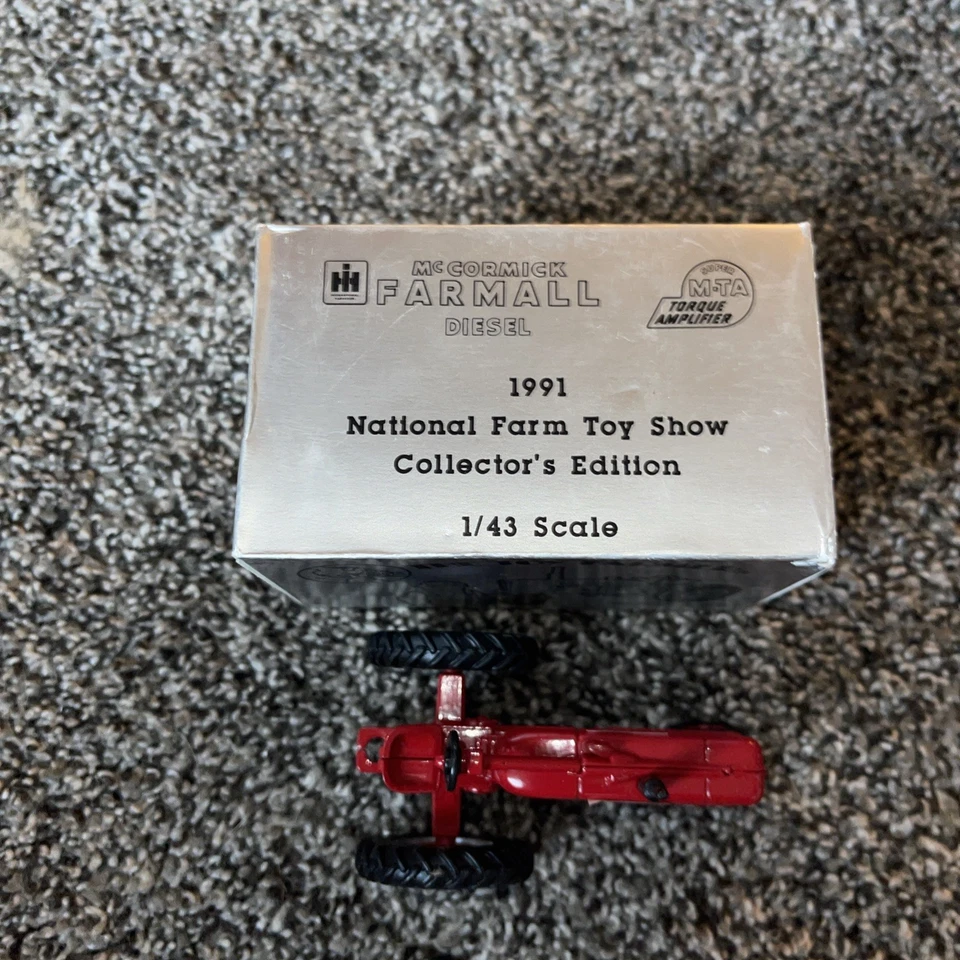 IH
McCORMICK
FARMALL
DIESEL
SUPER
M-TA
TORQUE
AMPLIFIER
1991
National Farm Toy Show
Collector's Edition
1/43 Scale